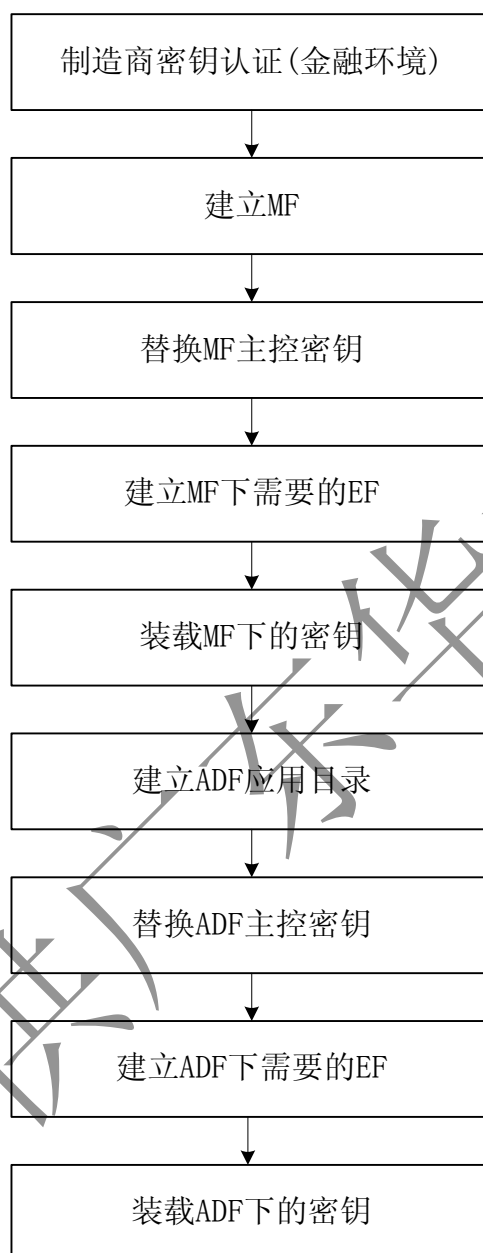 制造商密钥认证(金融环境)
建立MF
替换MF主控密钥
建立MF下需要的EF
装载MF下的密钥
建立ADF应用目录
替换ADF主控密钥
建立ADF下需要的EF
装载ADF下的密钥
供广东华